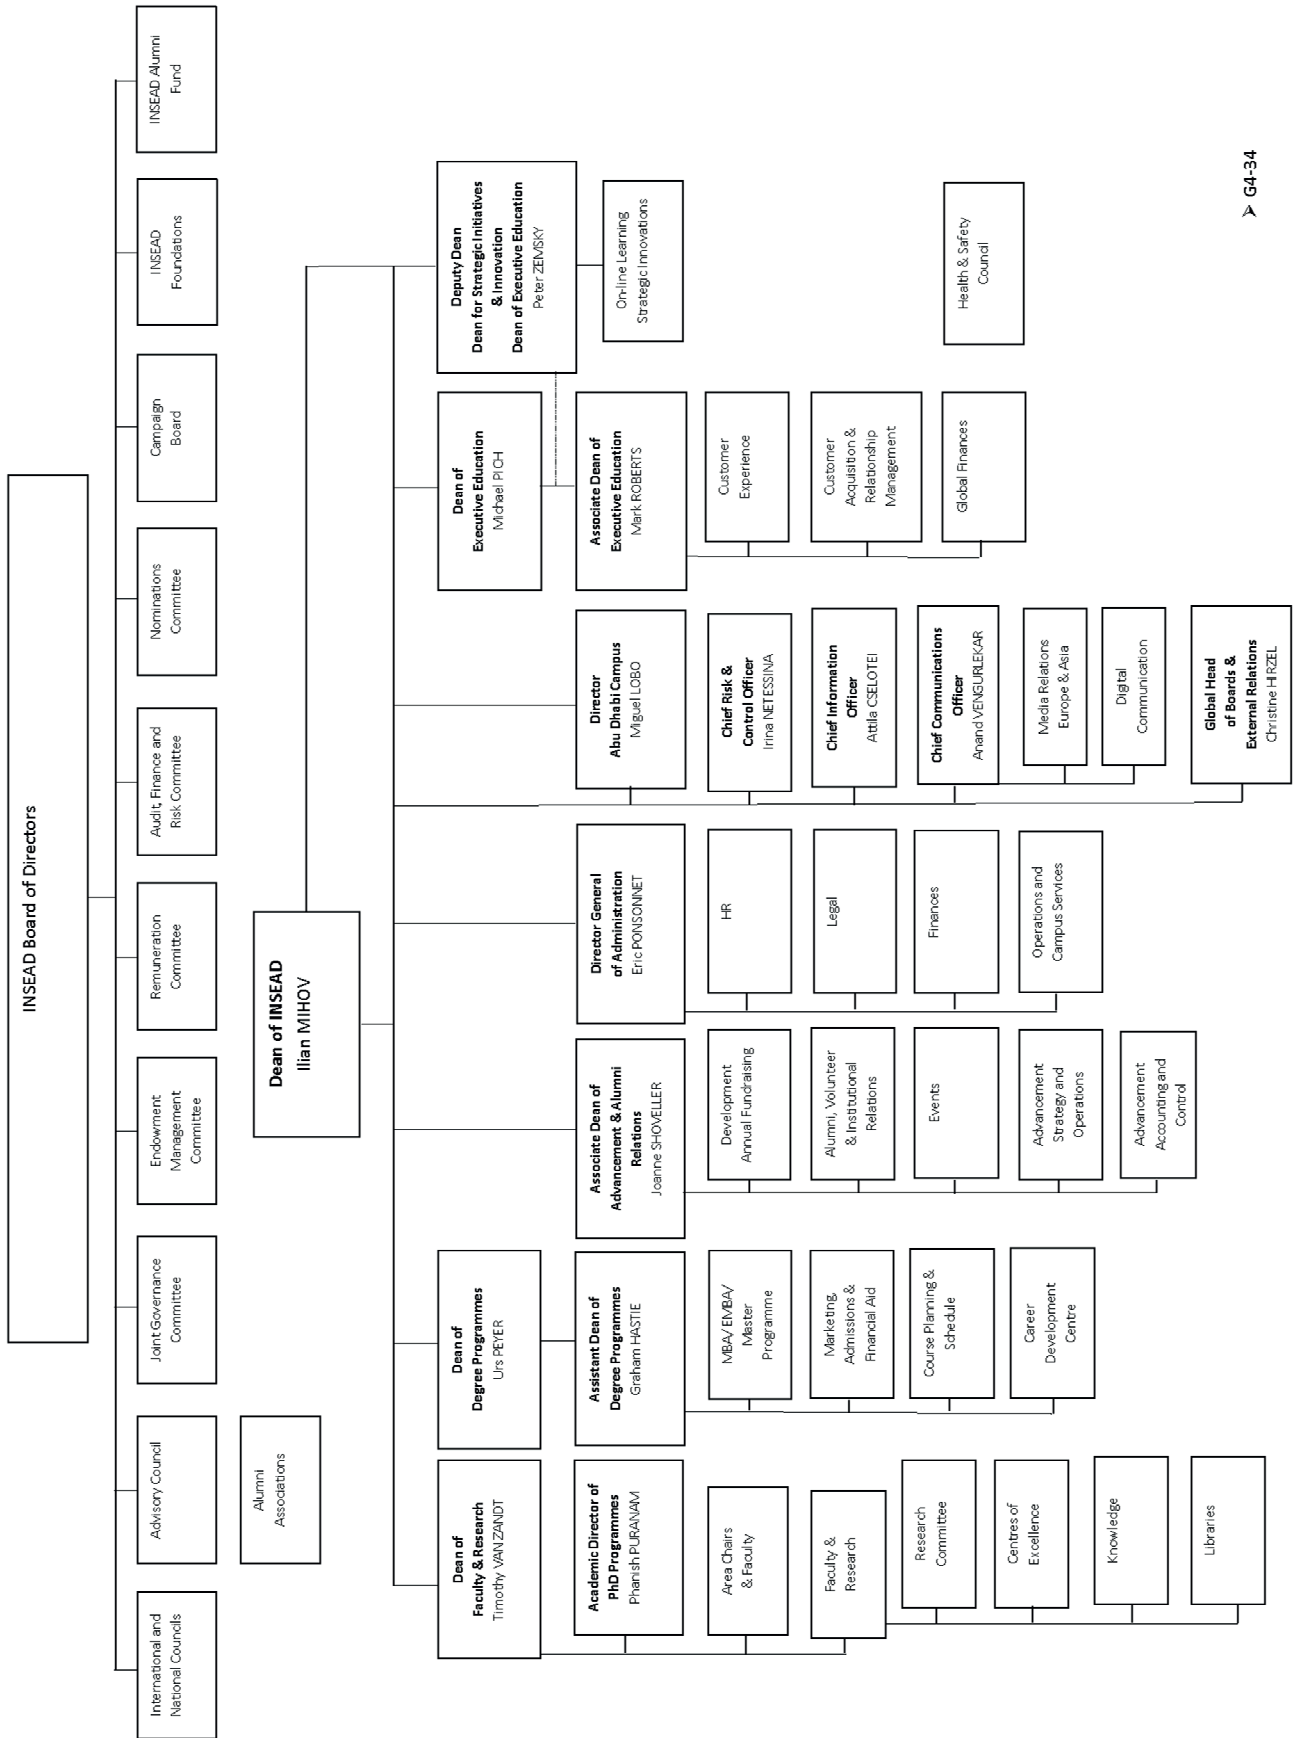 INSEAD Board of Directors
International and
National Councils
Advisory Council
Joint Governance
Committee
Endowment
Management
Committee
Remuneration
Committee
Audit, Finance and
Risk Committee
Nominations
Committee
Campaign
Board
INSEAD
Foundations
INSEAD Alumni
Fund
Alumni
Associations
Dean of INSEAD
Ilian MIHOV
Dean of
Faculty & Research
Timothy VAN ZANDT
Academic Director of
PhD Programmes
Phanish PURANAM
Area Chairs
& Faculty
Faculty &
Research
Research
Committee
Centres of
Excellence
Knowledge
Libraries
Dean of
Degree Programmes
Urs PEYER
Assistant Dean of
Degree Programmes
Graham HASTIE
MBA/ EMBA/
Master
Programme
Marketing,
Admissions &
Financial Aid
Course Planning &
Schedule
Career
Development
Centre
Associate Dean of
Advancement & Alumni
Relations
Joanne SHOVELLER
Development
Annual Fundraising
Alumni, Volunteer
& Institutional
Relations
Events
Advancement
Strategy and
Operations
Advancement
Accounting and
Control
Director General
of Administration
Eric PONSONNET
HR
Legal
Finances
Operations and
Campus Services
Director
Abu Dhabi Campus
Miguel LOBO
Chief Risk &
Control Officer
Irina NETESSINA
Chief Information
Officer
Attila CSELOTEI
Chief Communications
Officer
Anand VENGURLEKAR
Media Relations
Europe & Asia
Digital
Communication
Global Head
of Boards &
External Relations
Christine HIRZEL
Dean of
Executive Education
Michael PICH
Associate Dean of
Executive Education
Mark ROBERTS
Customer
Experience
Customer
Acquisition &
Relationship
Management
Global Finances
Deputy Dean
Dean for Strategic Initiatives
& Innovation
Dean of Executive Education
Peter ZEMSKY
On-line Learning
Strategic Innovations
Health & Safety
Council
➢ G4-34